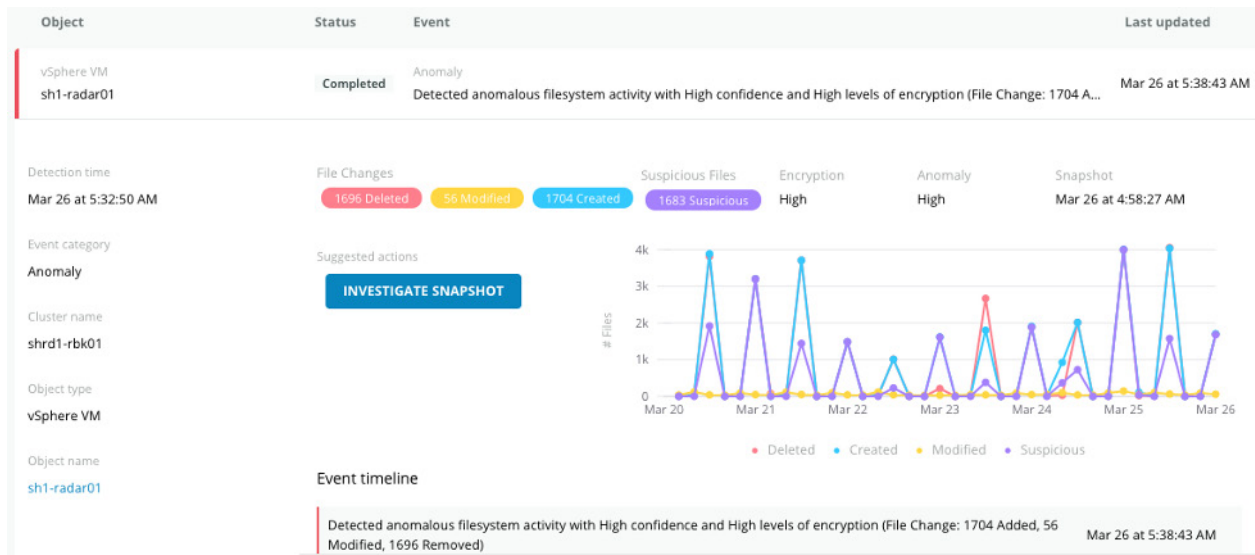 Object Status Event Last updated
vSphere VM Anomaly
sh1-radar01 Completed Detected anomalous filesystem activity with High confidence and High levels of encryption (File Change: 1704 A... Mar 26 at 5:38:43 AM
Detection time File Changes Suspicious Files Encryption Anomaly Snapshot
Mar 26 at 5:32:50 AM 1696 Deleted 56 Modified 1704 Created 1683 Suspicious High High Mar 26 at 4:58:27 AM
Event category
Anomaly
Suggested actions
INVESTIGATE SNAPSHOT
Cluster name
shrd1-rbk01
Object type
vSphere VM
Object name
sh1-radar01
# Files
4k
3k
2k
1k
0
Mar 20 Mar 21 Mar 22 Mar 23 Mar 24 Mar 25 Mar 26
Deleted Created Modified Suspicious
Event timeline
Detected anomalous filesystem activity with High confidence and High levels of encryption (File Change: 1704 Added, 56
Modified, 1696 Removed)
Mar 26 at 5:38:43 AM